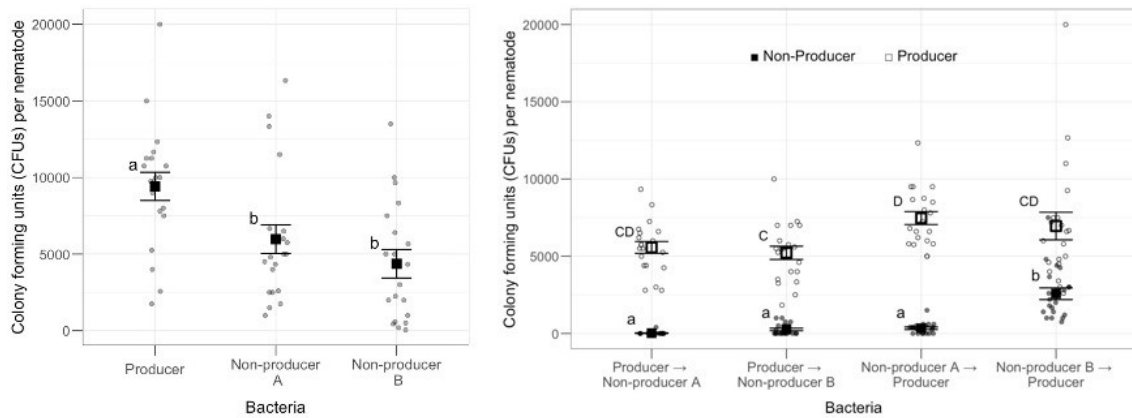 Colony forming units (CFUs) per nematode
20000
15000
10000
5000
0
a
b
b
Producer
Non-producer
A
Non-producer
B
Bacteria
Colony forming units (CFUs) per nematode
20000
15000
10000
5000
0
Non-Producer
Producer
CD
C
D
CD
a
a
a
b
Producer →
Non-producer A
Producer →
Non-producer B
Non-producer A →
Producer
Non-producer B →
Producer
Bacteria